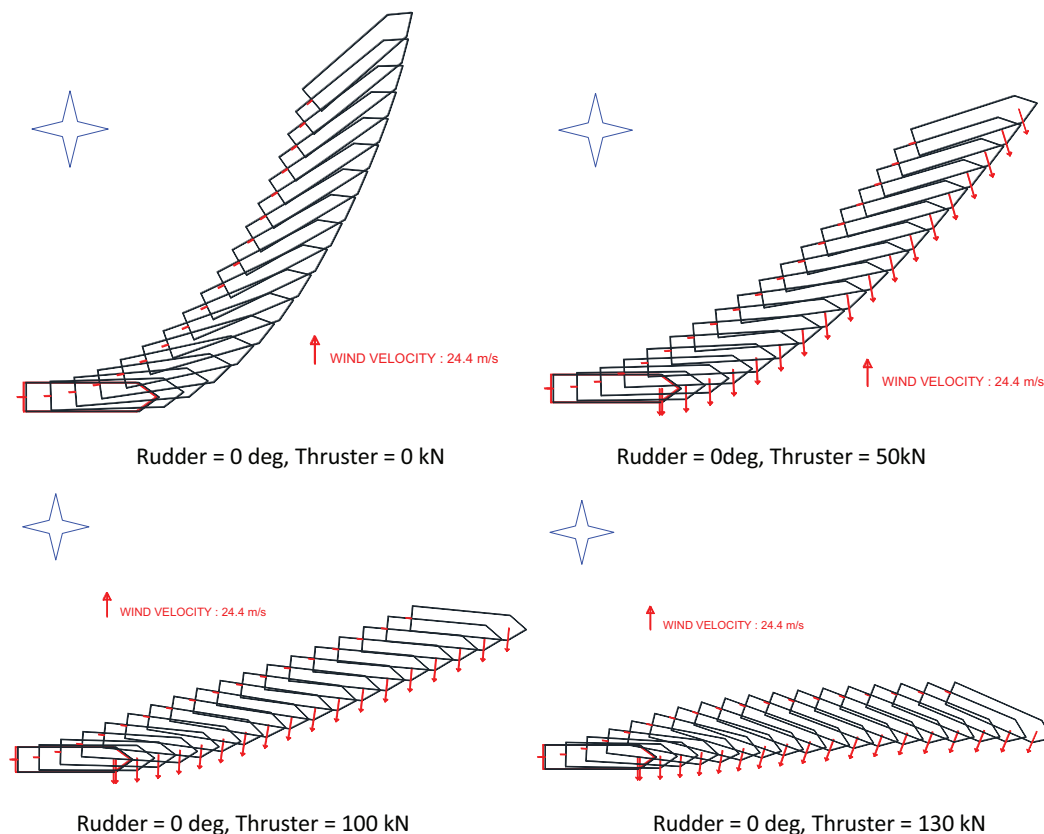 WIND VELOCITY : 24.4 m/s
WIND VELOCITY : 24.4 m/s
Rudder = 0 deg, Thruster = 0 kN
Rudder = 0deg, Thruster = 50kN
WIND VELOCITY : 24.4 m/s
WIND VELOCITY : 24.4 m/s
Rudder = 0 deg, Thruster = 100 kN
Rudder = 0 deg, Thruster = 130 kN